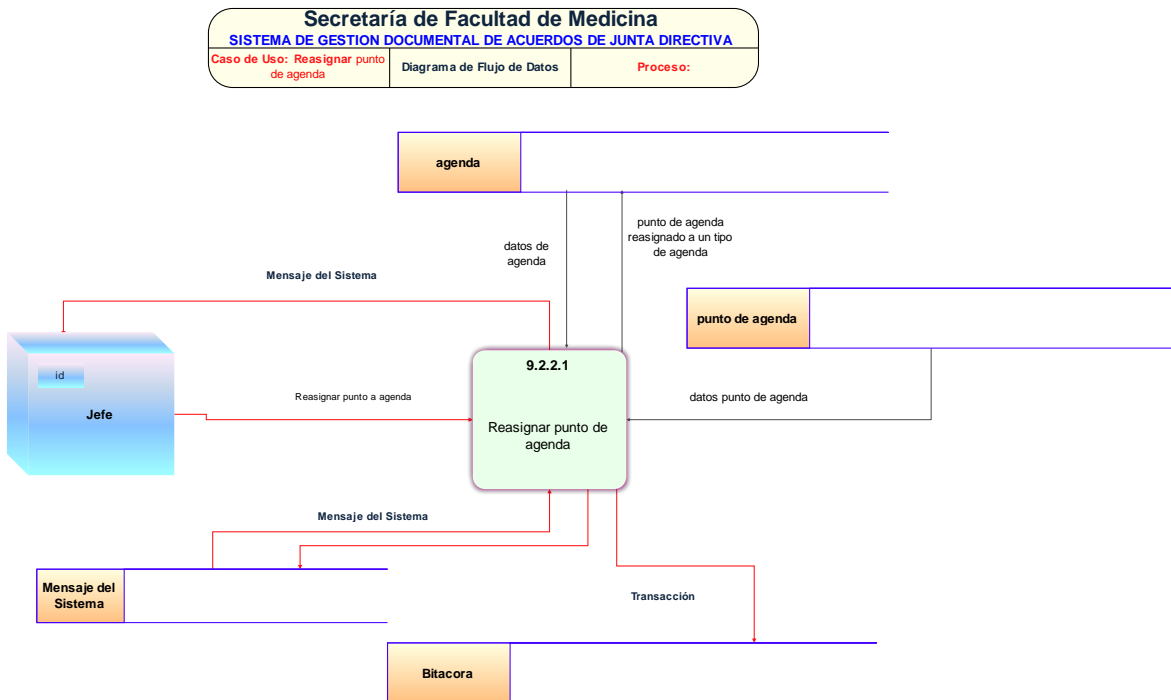 Secretaría de Facultad de Medicina
SISTEMA DE GESTION DOCUMENTAL DE ACUERDOS DE JUNTA DIRECTIVA
Caso de Uso: Reasignar punto
de agenda
Diagrama de Flujo de Datos
Proceso:
agenda
datos de
agenda
punto de agenda
reasignado a un tipo
de agenda
Mensaje del Sistema
punto de agenda
id
Jefe
Reasignar punto a agenda
9.2.2.1
Reasignar punto de
agenda
datos punto de agenda
Mensaje del Sistema
Mensaje del
Sistema
Transacción
Bitacora